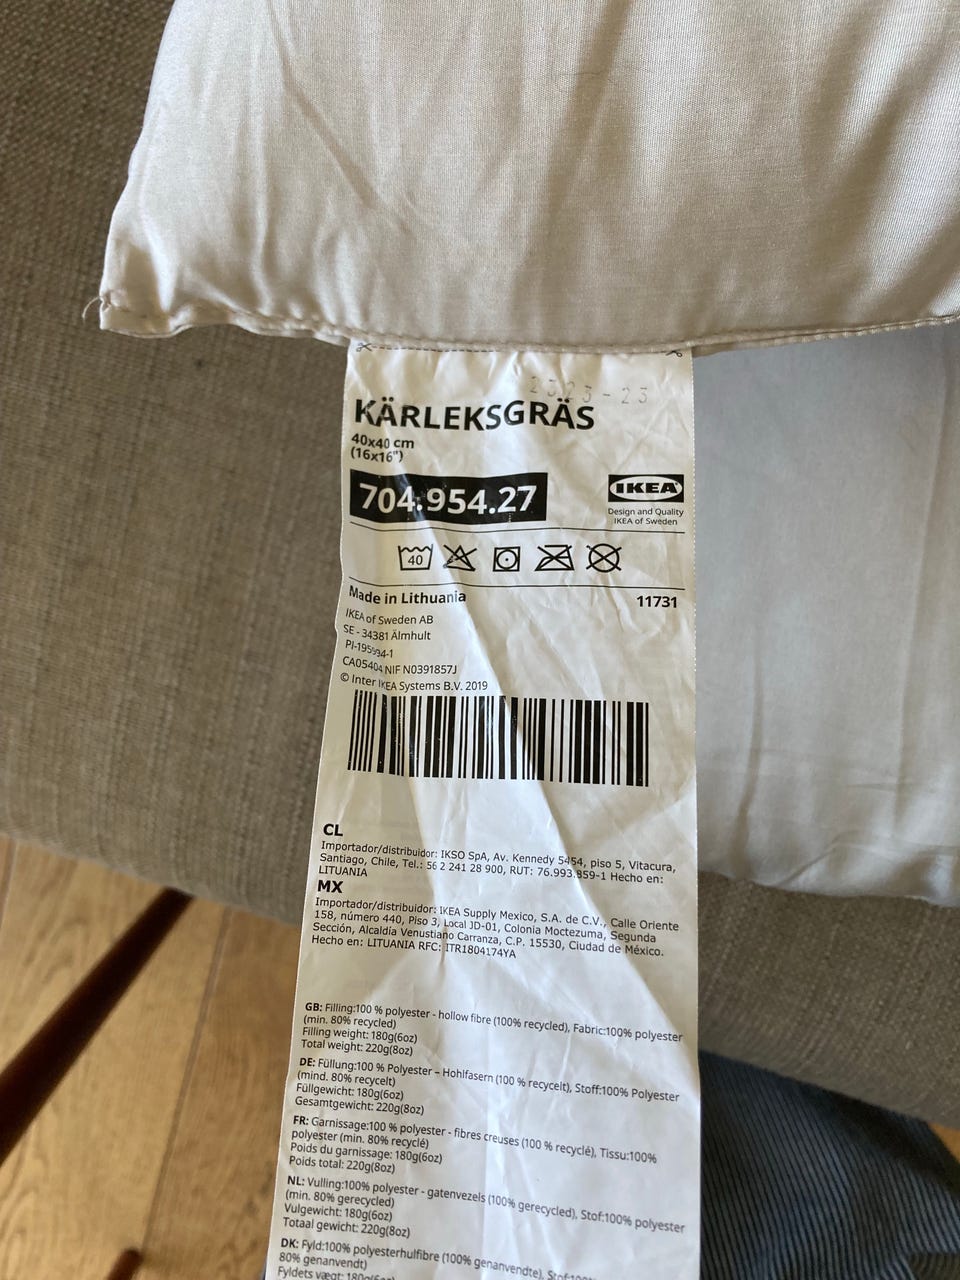 KÄRLEKSGRÄS
40x40 cm
(16x16")
704.954.27
IKEA
Design and Quality
IKEA of Sweden
40
Made in Lithuania
11731
IKEA of Sweden AB
SE - 34381 Älmhult
CA05404 NIF N0391857J
© Inter IKEA Systems B.V. 2019
CL
Importador/distribuidor: IKSO SpA, Av. Kennedy 5454, piso 5, Vitacura,
Santiago, Chile, Tel.: 56 2 241 28 900, RUT: 76.993.859-1 Hecho en:
LITUANIA
MX
Importador/distribuidor: IKEA Supply Mexico, S.A. de C.V., Calle Oriente
158, número 440, Piso 3, Local JD-01, Colonia Moctezuma, Segunda
Sección, Alcaldía Venustiano Carranza, C.P. 15530, Ciudad de México.
Hecho en: LITUANIA RFC: ITR1804174YA
GB: Filling:100 % polyester - hollow fibre (100% recycled), Fabric:100% polyester
(min. 80% recycled)
Filling weight: 180g(6oz)
Total weight: 220g(8oz)
DE: Füllung:100 % Polyester – Hohlfasern (100 % recycelt), Stoff:100% Polyester
(mind. 80% recycelt)
Füllgewicht: 180g(6oz)
Gesamtgewicht: 220g(8oz)
FR: Garnissage:100 % polyester - fibres creuses (100 % recyclé), Tissu:100%
polyester (min. 80% recyclé)
Poids du garnissage: 180g(6oz)
Poids total: 220g(8oz)
NL: Vulling:100% polyester - gatenvezels (100% gerecycled), Stof:100% polyester
(min. 80% gerecycled)
Vulgewicht: 180g(6oz)
Totaal gewicht: 220g(8oz)
DK: Fyld:100% polyesterhulfibre (100% genanvendte),
80% genanvendt)
Fyldets vægt: